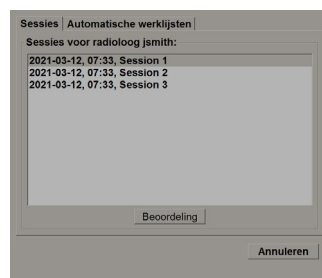 Sessies Automatische werklijsten
Sessies voor radioloog jsmith:
2021-03-12, 07:33, Session 1
2021-03-12, 07:33, Session 2
2021-03-12, 07:33, Session 3
Beoordeling
Annuleren